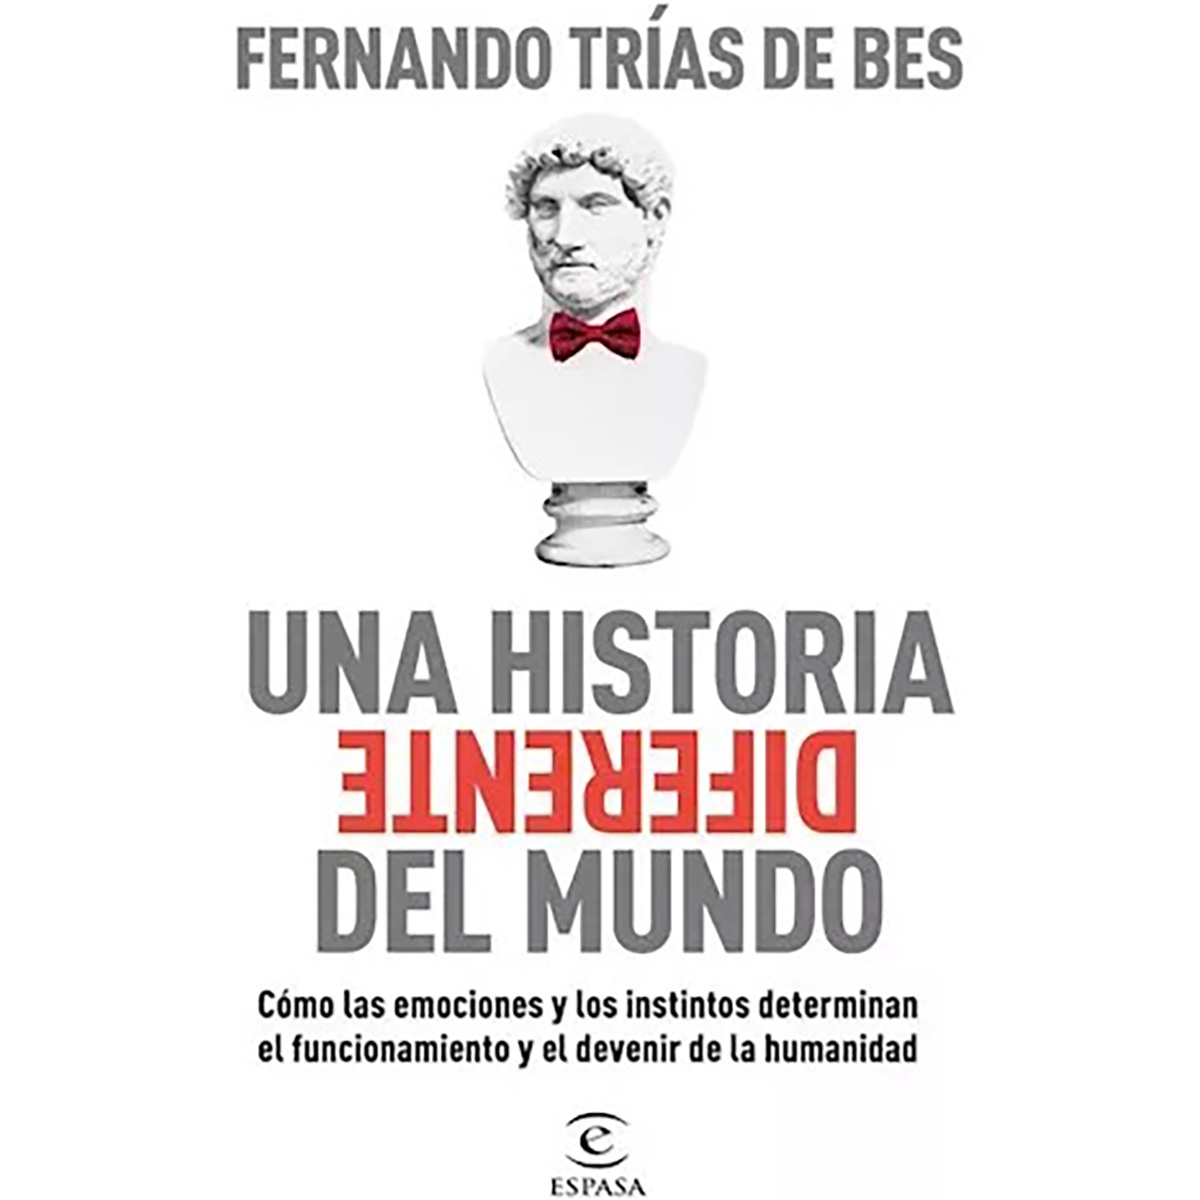 FERNANDO TRÍAS DE BES
UNA HISTORIA
DIFERENTE
DEL MUNDO
Cómo las emociones y los instintos determinan
el funcionamiento y el devenir de la humanidad
e
ESPASA